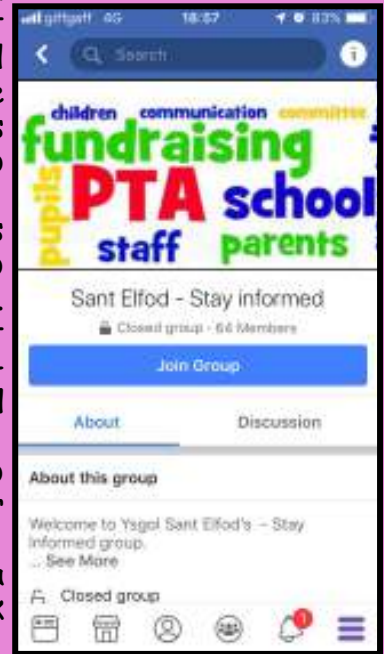 giffgaff 4G 18:57 83%
Search
children communication committee
fundraising
pupils
PTA school
staff parents
Sant Elfod - Stay informed
Closed group · 64 Members
Join Group
About Discussion
About this group
Welcome to Ysgol Sant Elfod's - Stay
Informed group.
... See More
Closed group
1